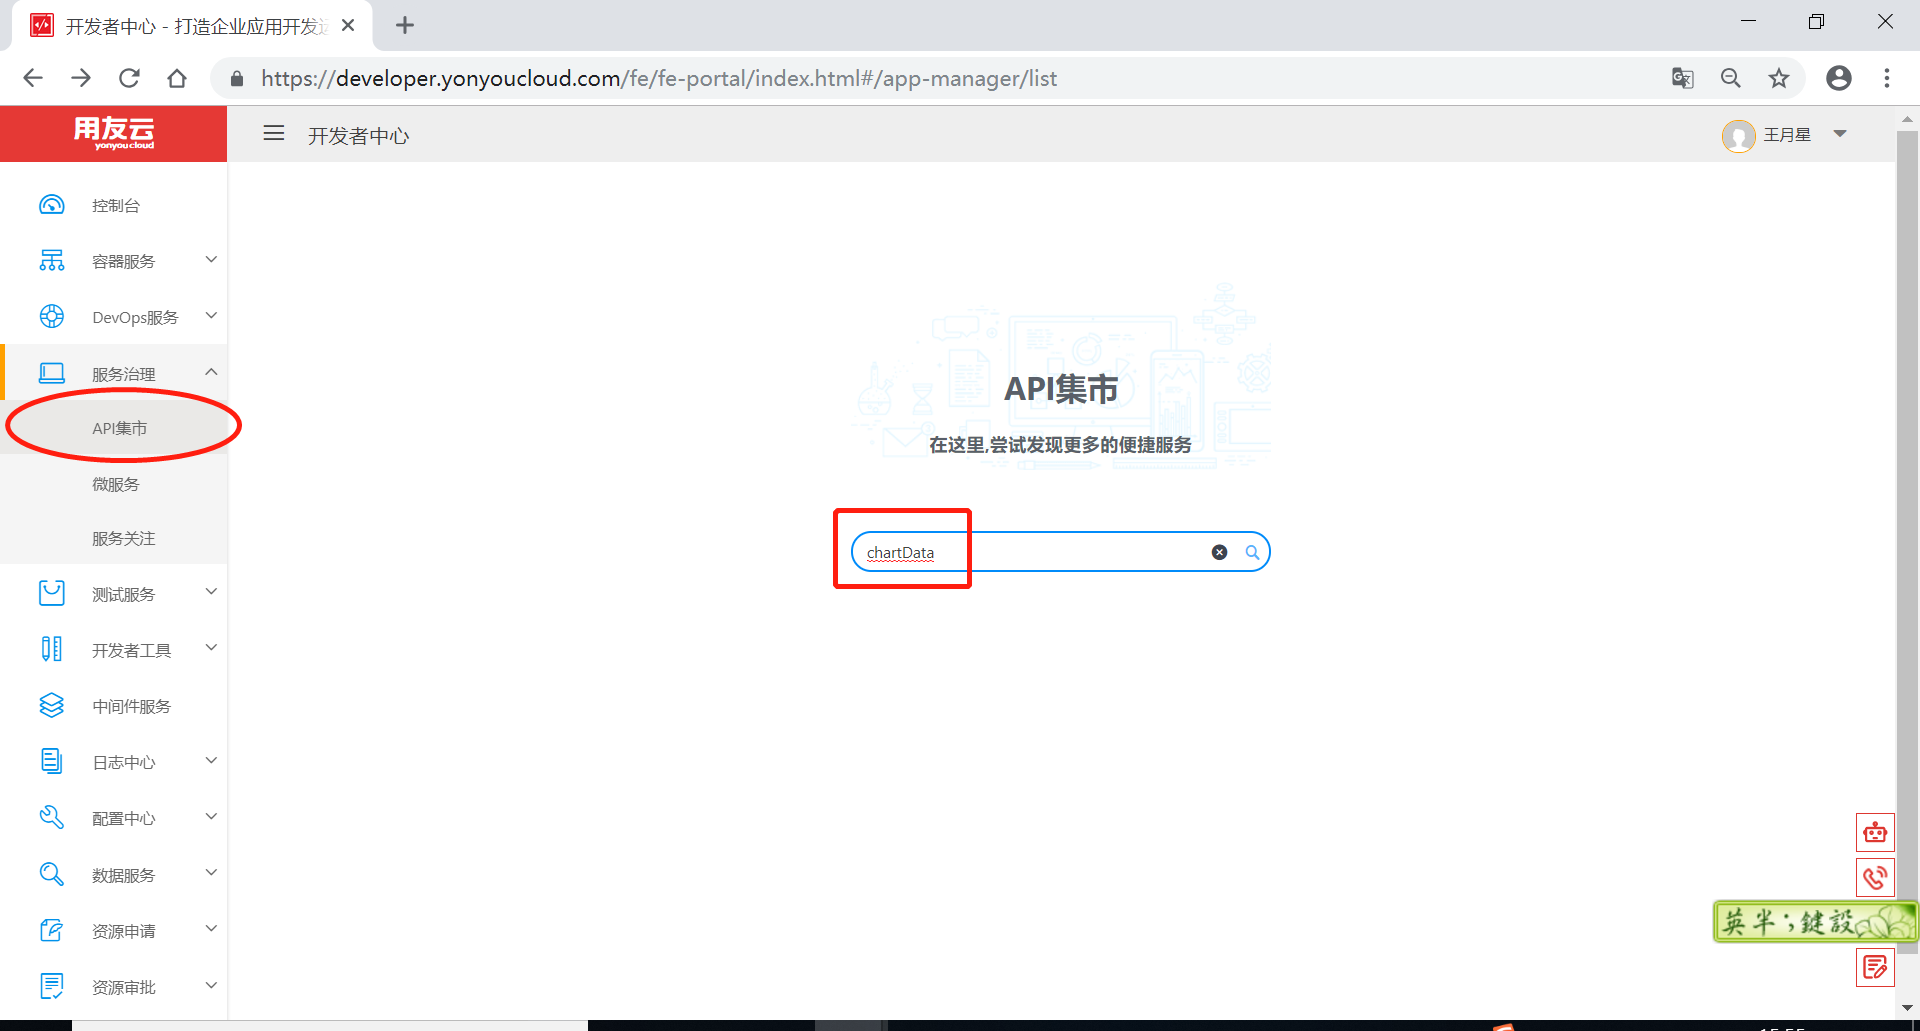 开发者中心 - 打造企业应用开发
https://developer.yonyoucloud.com/fe/fe-portal/index.html#/app-manager/list
用友云
yonyou cloud
开发者中心
王月星
控制台
容器服务
DevOps服务
服务治理
API集市
微服务
服务关注
测试服务
开发者工具
中间件服务
日志中心
配置中心
数据服务
资源申请
资源审批
API集市
在这里,尝试发现更多的便捷服务
chartData
英半;鍵設